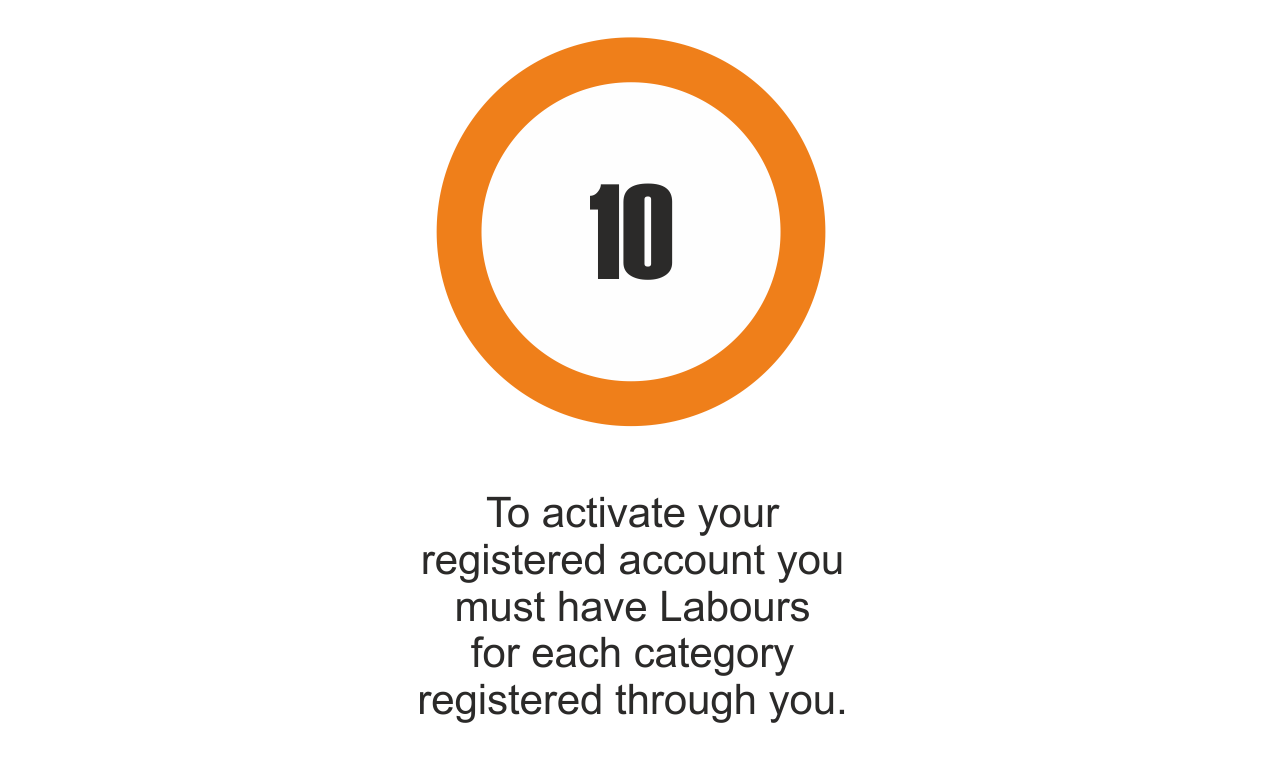 10
To activate your
registered account you
must have Labours
for each category
registered through you.